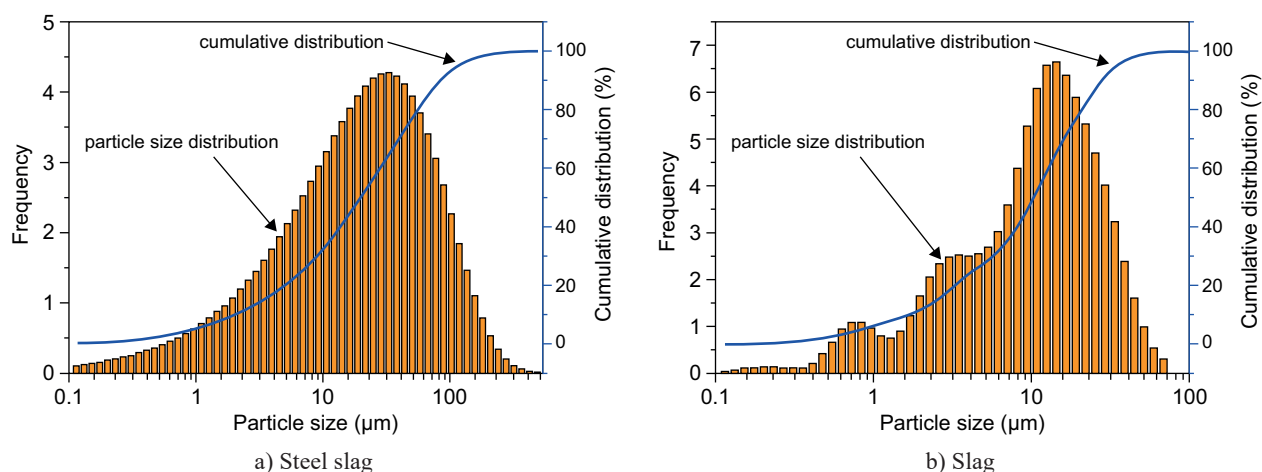 5
4
3
2
1
0
Frequency
0.1
1
10
100
Particle size (µm)
100
80
60
40
20
0
Cumulative distribution (%)
cumulative distribution
particle size distribution
a) Steel slag
7
6
5
4
3
2
1
0
Frequency
0.1
1
10
100
Particle size (µm)
100
80
60
40
20
0
Cumulative distribution (%)
cumulative distribution
particle size distribution
b) Slag